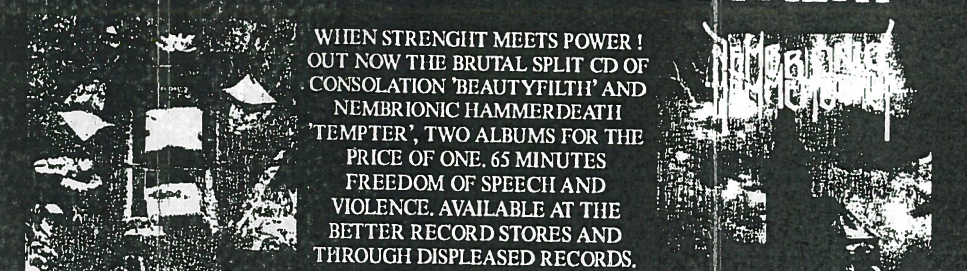 WHEN STRENGHT MEETS POWER !
OUT NOW THE BRUTAL SPLIT CD OF
CONSOLATION 'BEAUTYFILTH' AND
NEMBRIONIC HAMMERDEATH
'TEMPTER', TWO ALBUMS FOR THE
PRICE OF ONE. 65 MINUTES
FREEDOM OF SPEECH AND
VIOLENCE. AVAILABLE AT THE
BETTER RECORD STORES AND
THROUGH DISPLEASED RECORDS.